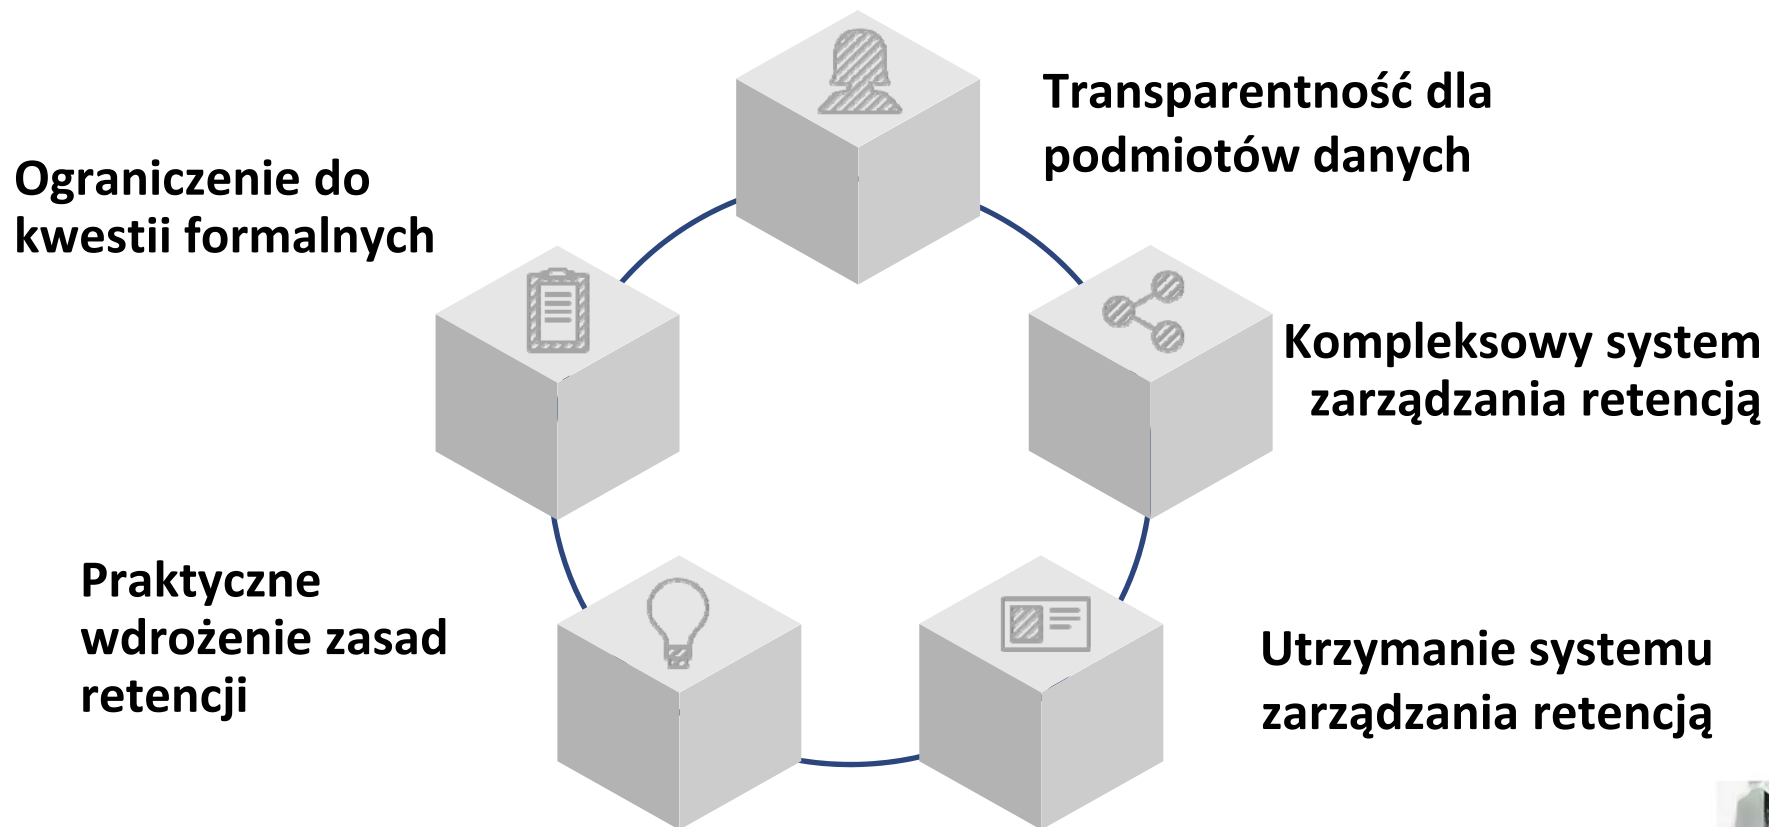 Transparentność dla
podmiotów danych
Ograniczenie do
kwestii formalnych
Kompleksowy system
zarządzania retencją
Praktyczne
wdrożenie zasad
retencji
Utrzymanie systemu
zarządzania retencją